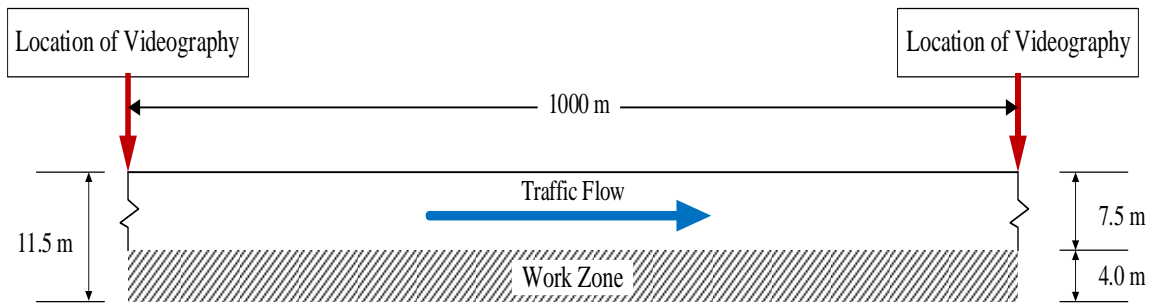 Location of Videography
Location of Videography
1000 m
Traffic Flow
11.5 m
7.5 m
Work Zone
4.0 m